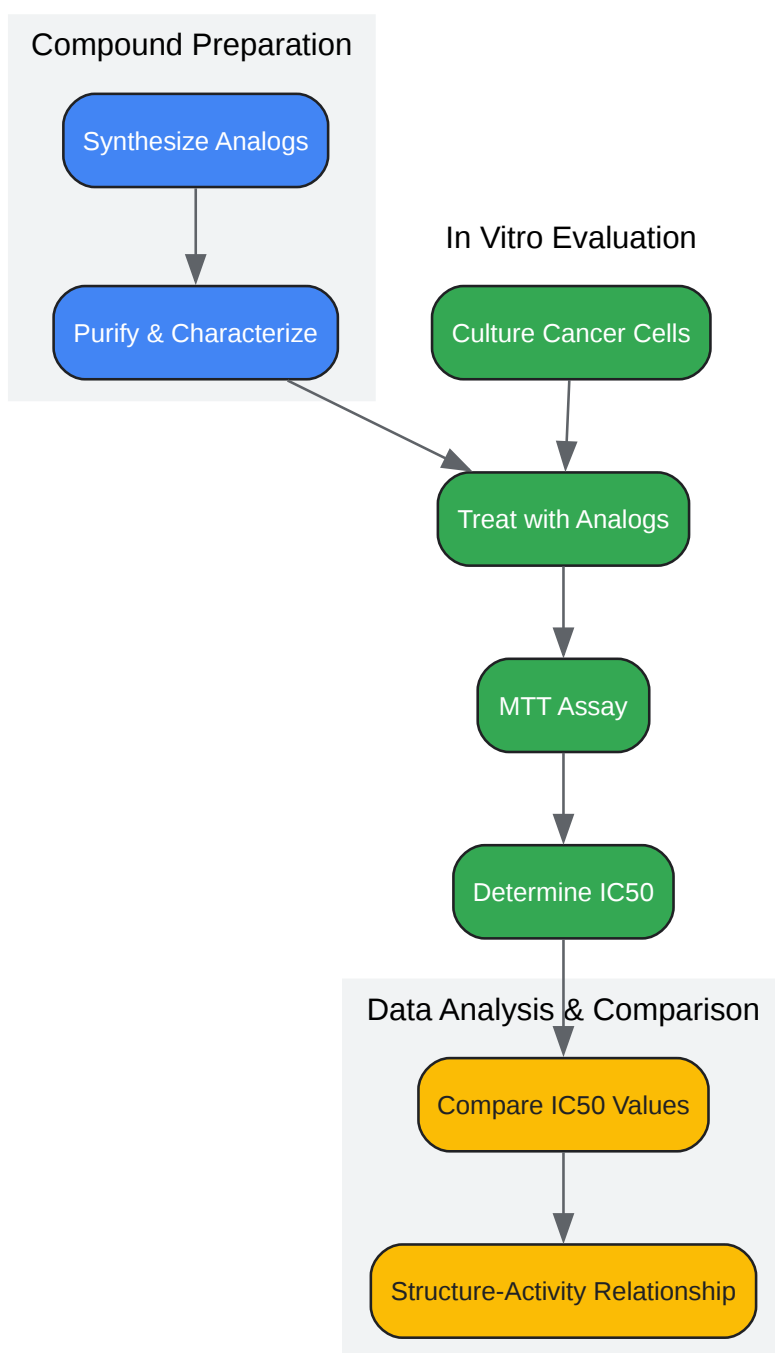 Compound Preparation
Synthesize Analogs
Purify & Characterize
In Vitro Evaluation
Culture Cancer Cells
Treat with Analogs
MTT Assay
Determine IC50
Data Analysis & Comparison
Compare IC50 Values
Structure-Activity Relationship